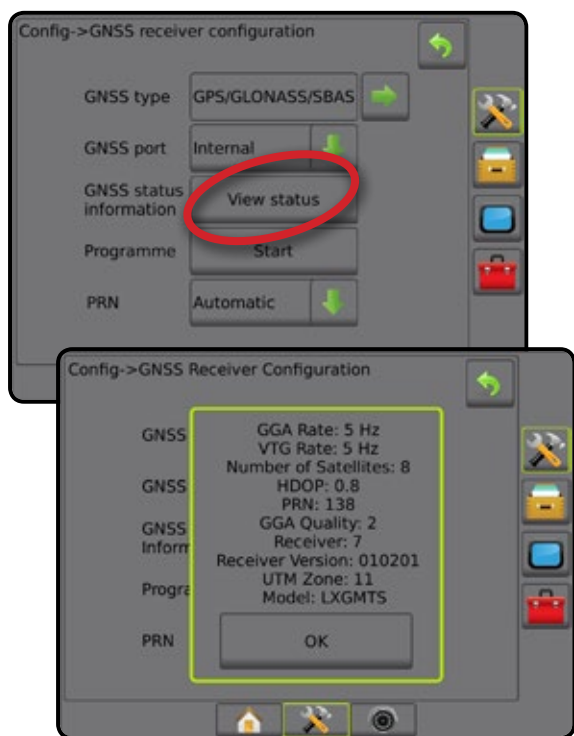 Config->GNSS receiver configuration
GNSS type GPS/GLONASS/SBAS
GNSS port Internal
GNSS status
information View status
Programme Start
PRN Automatic
Config->GNSS Receiver Configuration
GNSS
GNSS
GNSS
Inform
Progra
PRN
GGA Rate: 5 Hz
VTG Rate: 5 Hz
Number of Satellites: 8
HDOP: 0.8
PRN: 138
GGA Quality: 2
Receiver: 7
Receiver Version: 010201
UTM Zone: 11
Model: LXGMTS
OK